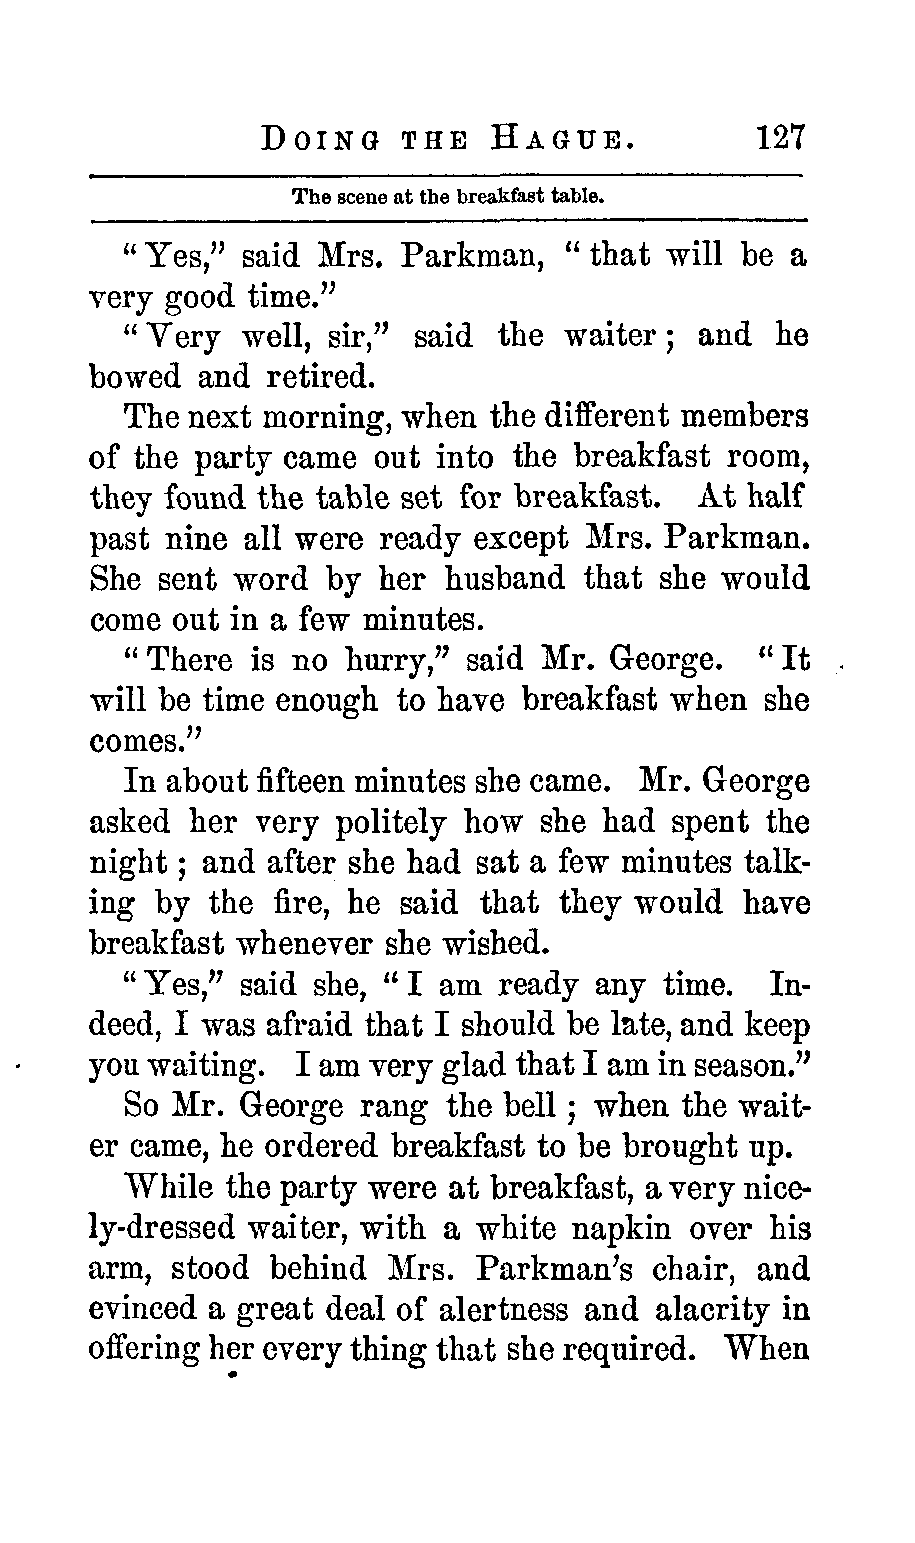 DOING THE HAGUE. 127
The scene at the breakfast table.
"Yes," said Mrs. Parkman, "that will be a
very good time."
"Very well, sir," said the waiter; and he
bowed and retired.
The next morning, when the different members
of the party came out into the breakfast room,
they found the table set for breakfast. At half
past nine all were ready except Mrs. Parkman.
She sent word by her husband that she would
come out in a few minutes.
"There is no hurry," said Mr. George. "It
will be time enough to have breakfast when she
comes."
In about fifteen minutes she came. Mr. George
asked her very politely how she had spent the
night; and after she had sat a few minutes talk-
ing by the fire, he said that they would have
breakfast whenever she wished.
"Yes," said she, "I am ready any time. In-
deed, I was afraid that I should be late, and keep
you waiting. I am very glad that I am in season."
So Mr. George rang the bell; when the wait-
er came, he ordered breakfast to be brought up.
While the party were at breakfast, a very nice-
ly-dressed waiter, with a white napkin over his
arm, stood behind Mrs. Parkman's chair, and
evinced a great deal of alertness and alacrity in
offering her every thing that she required. When